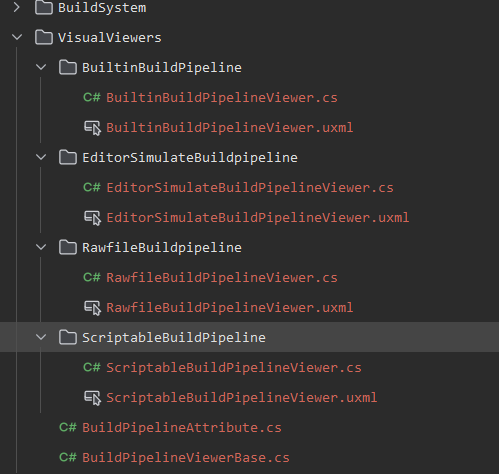 BuildSystem
VisualViewers
BuiltinBuildPipeline
C# BuiltinBuildPipelineViewer.cs
BuiltinBuildPipelineViewer.uxml
EditorSimulateBuildpipeline
C# EditorSimulateBuildPipelineViewer.cs
EditorSimulateBuildPipelineViewer.uxml
RawfileBuildpipeline
C# RawfileBuildPipelineViewer.cs
RawfileBuildPipelineViewer.uxml
ScriptableBuildPipeline
C# ScriptableBuildPipelineViewer.cs
ScriptableBuildPipelineViewer.uxml
C# BuildPipelineAttribute.cs
C# BuildPipelineViewerBase.cs